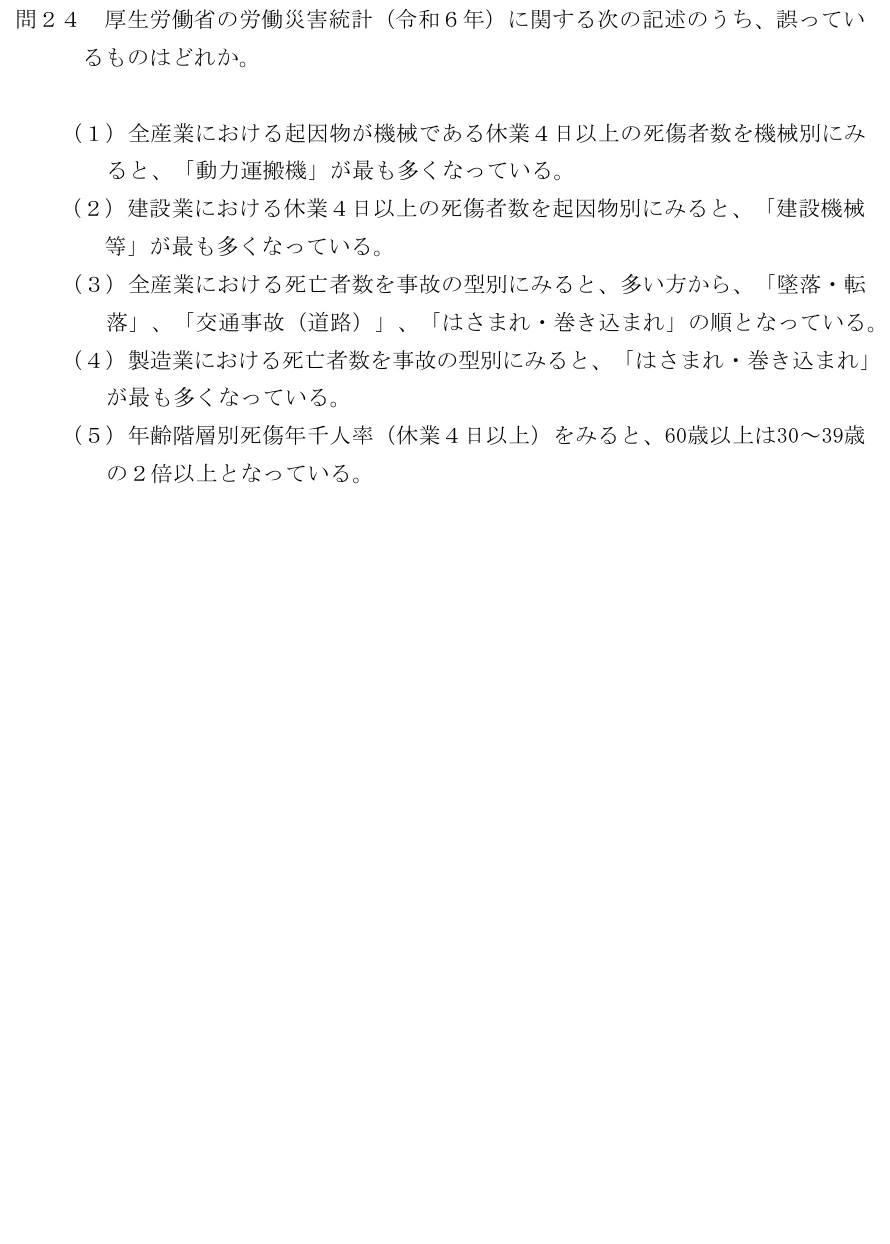 問２４　厚生労働省の労働災害統計（令和６年）に関する次の記述のうち、誤ってい
るものはどれか。
（１）全産業における起因物が機械である休業４日以上の死傷者数を機械別にみ
ると、「動力運搬機」が最も多くなっている。
（２）建設業における休業４日以上の死傷者数を起因物別にみると、「建設機械
等」が最も多くなっている。
（３）全産業における死亡者数を事故の型別にみると、多い方から、「墜落・転
落」、「交通事故（道路）」、「はさまれ・巻き込まれ」の順となっている。
（４）製造業における死亡者数を事故の型別にみると、「はさまれ・巻き込まれ」
が最も多くなっている。
（５）年齢階層別死傷年千人率（休業４日以上）をみると、60歳以上は30～39歳
の２倍以上となっている。